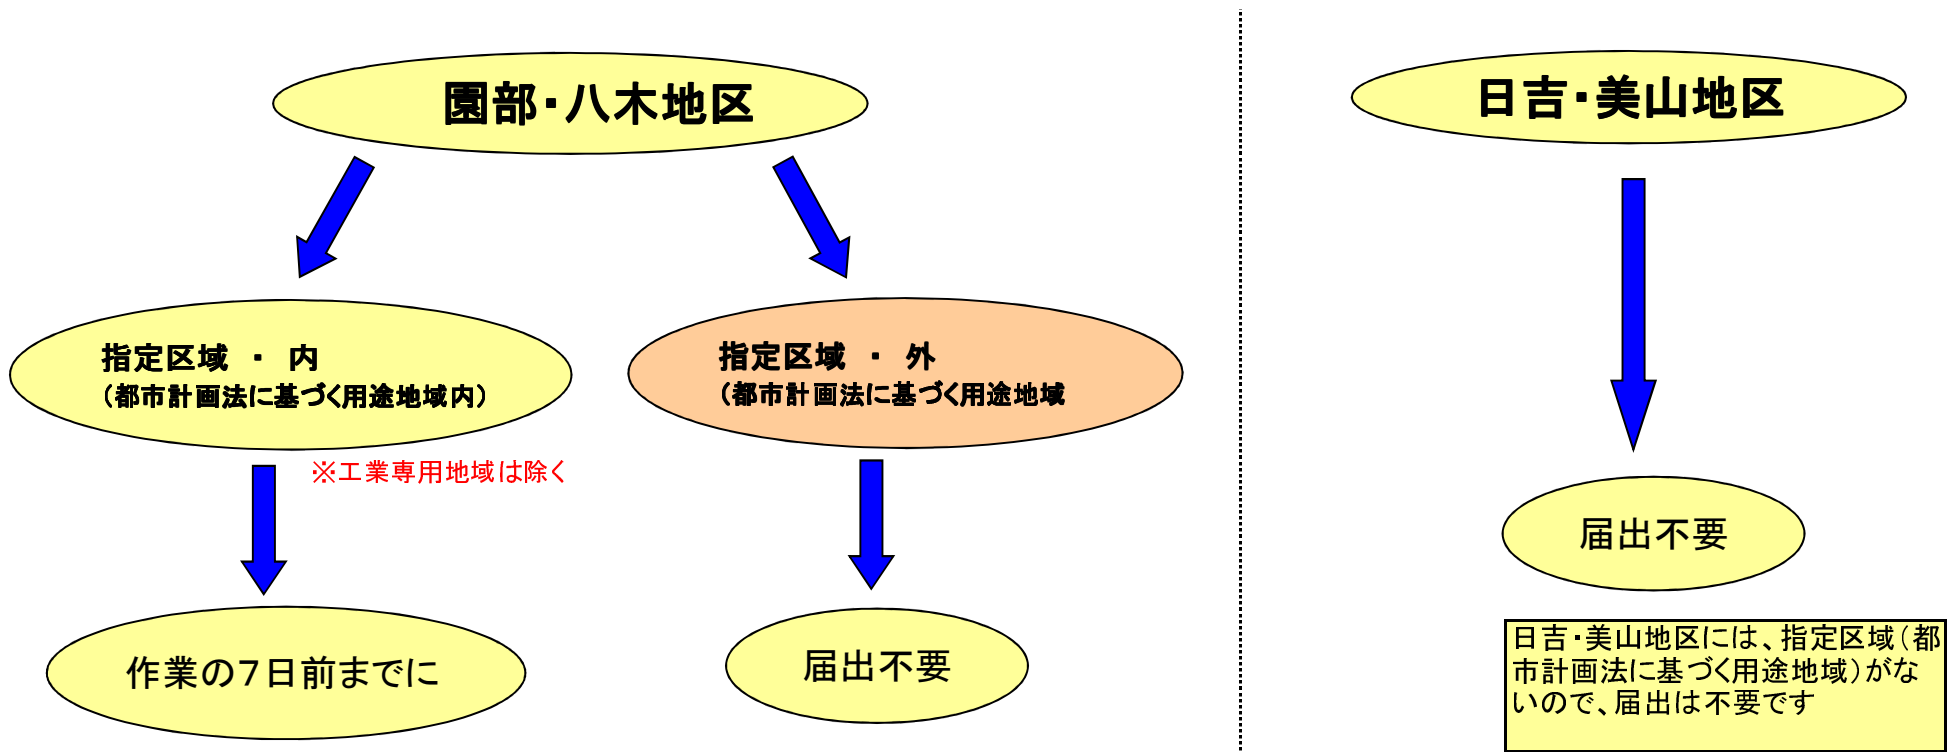 園部・八木地区
指定区域 ・ 内
（都市計画法に基づく用途地域内）
※工業専用地域は除く
作業の７日前までに
指定区域 ・ 外
（都市計画法に基づく用途地域
届出不要
日吉・美山地区
届出不要
日吉・美山地区には、指定区域（都
市計画法に基づく用途地域）がな
いので、届出は不要です